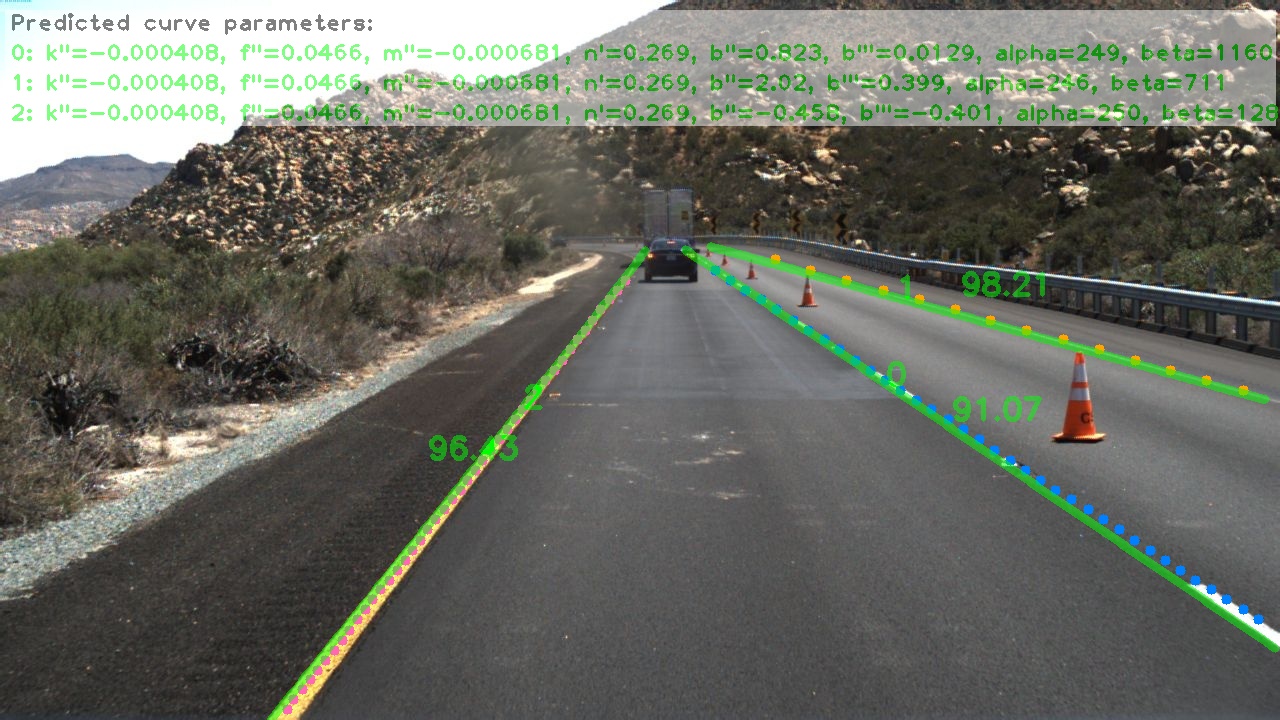 Predicted curve parameters:
0: k''=-0.000408, f''=0.0466, m''=-0.000681, n'=0.269, b''=0.823, b'''=0.0129, alpha=249, beta=1160
1: k''=-0.000408, f''=0.0466, m''=-0.000681, n'=0.269, b''=2.02, b'''=0.399, alpha=246, beta=711
2: k''=-0.000408, f''=0.0466, m''=-0.000681, n'=0.269, b''=-0.458, b'''=-0.401, alpha=250, beta=128
1 98.21
0
91.07
2
96.43